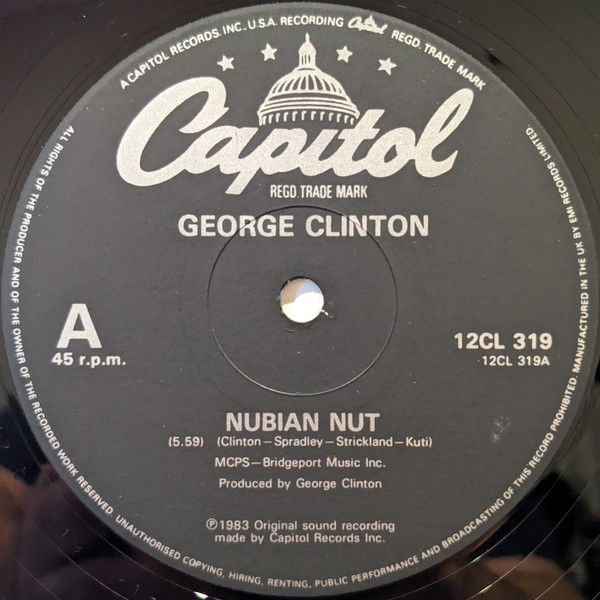 A CAPITOL RECORDS, INC., U.S.A. RECORDING Capitol REGD. TRADE MARK
Capitol
REGD TRADE MARK
GEORGE CLINTON
A
45 r.p.m.
12CL 319
12CL 319A
NUBIAN NUT
(5.59) (Clinton–Spradley–Strickland–Kuti)
MCPS–Bridgeport Music Inc.
Produced by George Clinton
℗1983 Original sound recording
made by Capitol Records Inc.
ALL RIGHTS OF THE PRODUCER AND OF THE OWNER OF THE RECORDED WORK RESERVED. UNAUTHORISED COPYING, HIRING, RENTING, PUBLIC PERFORMANCE AND BROADCASTING OF THIS RECORD PROHIBITED. MANUFACTURED IN THE UK BY EMI RECORDS LIMITED